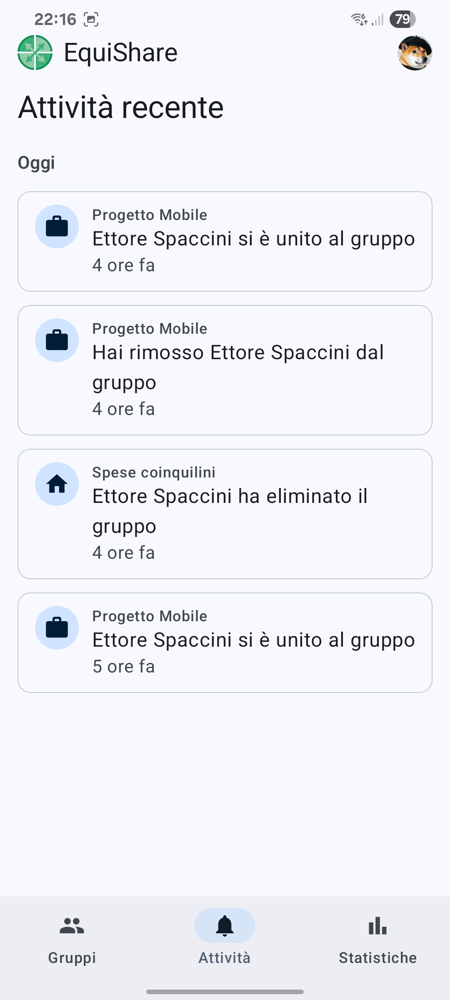 22:16
6
79
EquiShare
Attività recente
Oggi
Progetto Mobile
Ettore Spaccini si è unito al gruppo
4 ore fa
Progetto Mobile
Hai rimosso Ettore Spaccini dal
gruppo
4 ore fa
Spese coinquilini
Ettore Spaccini ha eliminato il
gruppo
4 ore fa
Progetto Mobile
Ettore Spaccini si è unito al gruppo
5 ore fa
Gruppi
Attività
Statistiche